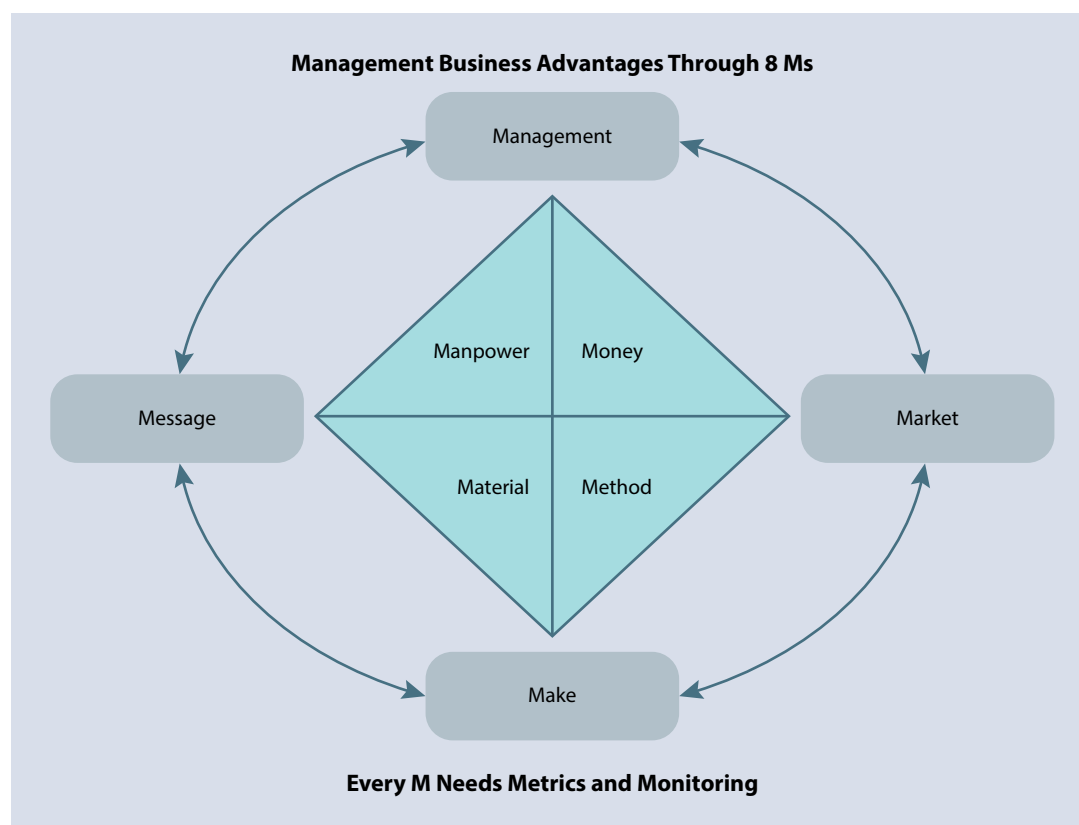 Management Business Advantages Through 8 Ms
Management
Manpower
Money
Message
Market
Material
Method
Make
Every M Needs Metrics and Monitoring